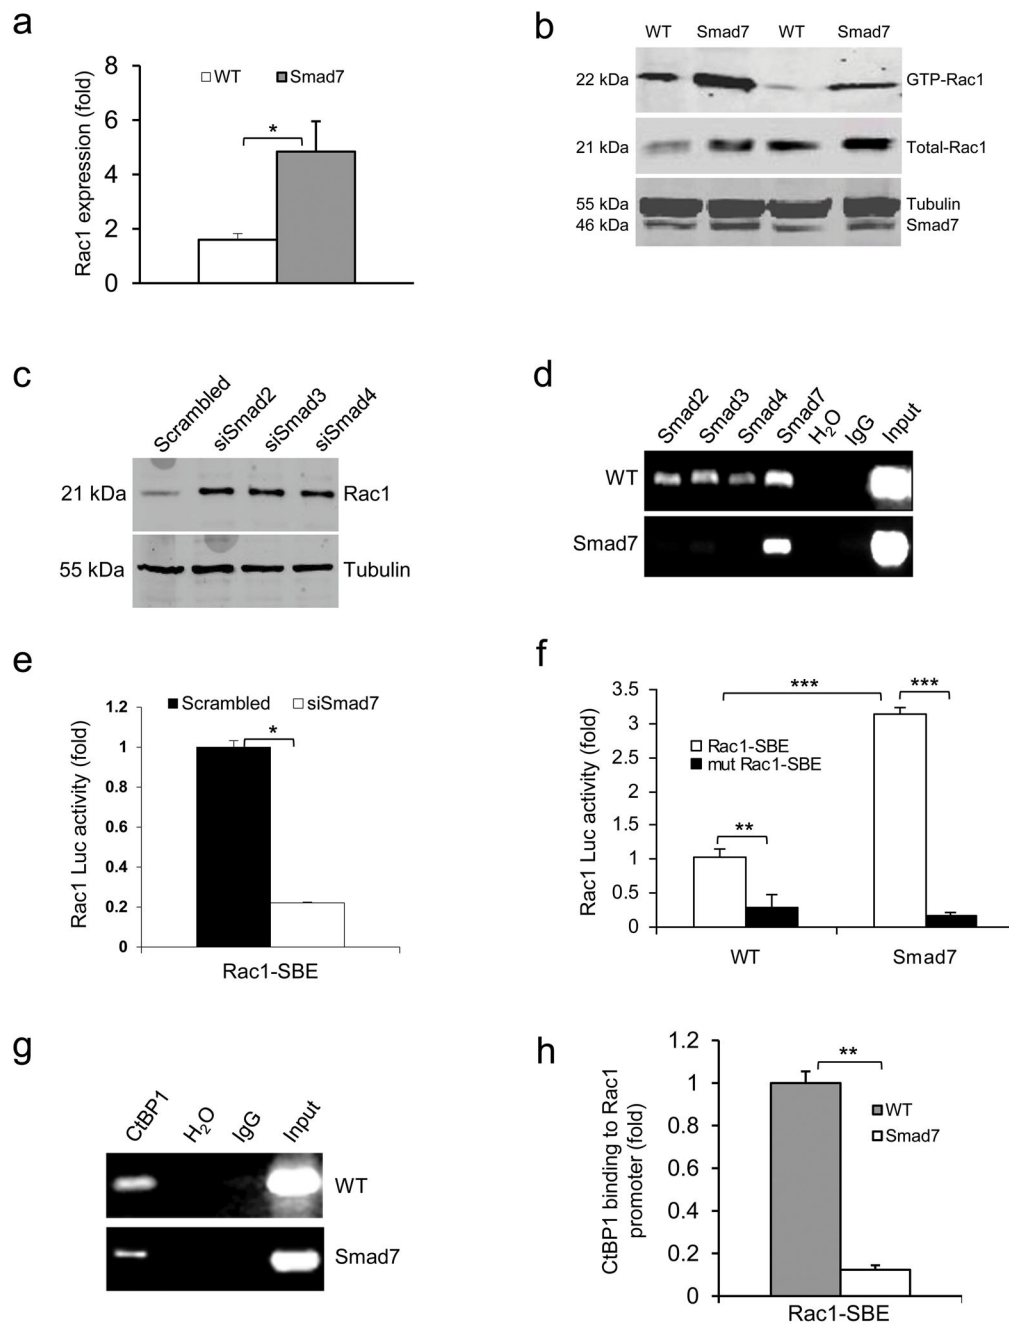 a
Rac1 expression (fold)
8
6
4
2
0
WT Smad7
*
b
WT Smad7 WT Smad7
22 kDa GTP-Rac1
21 kDa Total-Rac1
55 kDa Tubulin
46 kDa Smad7
c
Scrambled siSmad2 siSmad3 siSmad4
21 kDa Rac1
55 kDa Tubulin
d
Smad2 Smad3 Smad4 Smad7 H2O IgG Input
WT
Smad7
e
Rac1 Luc activity (fold)
Scrambled siSmad7
1.2
1
0.8
0.6
0.4
0.2
0
*
Rac1-SBE
f
Rac1 Luc activity (fold)
3.5
3
2.5
2
1.5
1
0.5
0
*** ***
Rac1-SBE
mut Rac1-SBE
**
WT Smad7
g
CtBP1 H2O IgG Input
WT
Smad7
h
CtBP1 binding to Rac1
promoter (fold)
1.2
1
0.8
0.6
0.4
0.2
0
**
WT
Smad7
Rac1-SBE